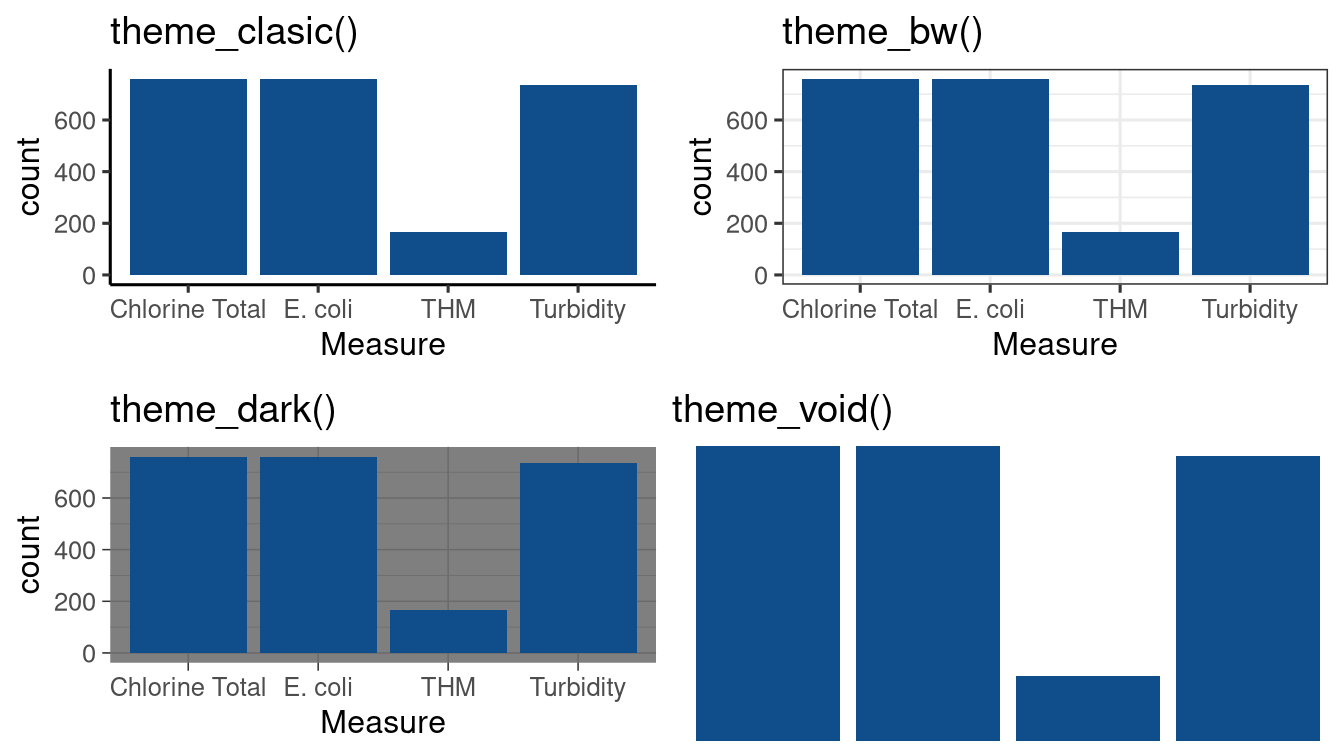 theme_clasic()
count
600
400
200
0
Chlorine Total E. coli THM Turbidity
Measure
theme_bw()
count
600
400
200
0
Chlorine Total E. coli THM Turbidity
Measure
theme_dark()
count
600
400
200
0
Chlorine Total E. coli THM Turbidity
Measure
theme_void()